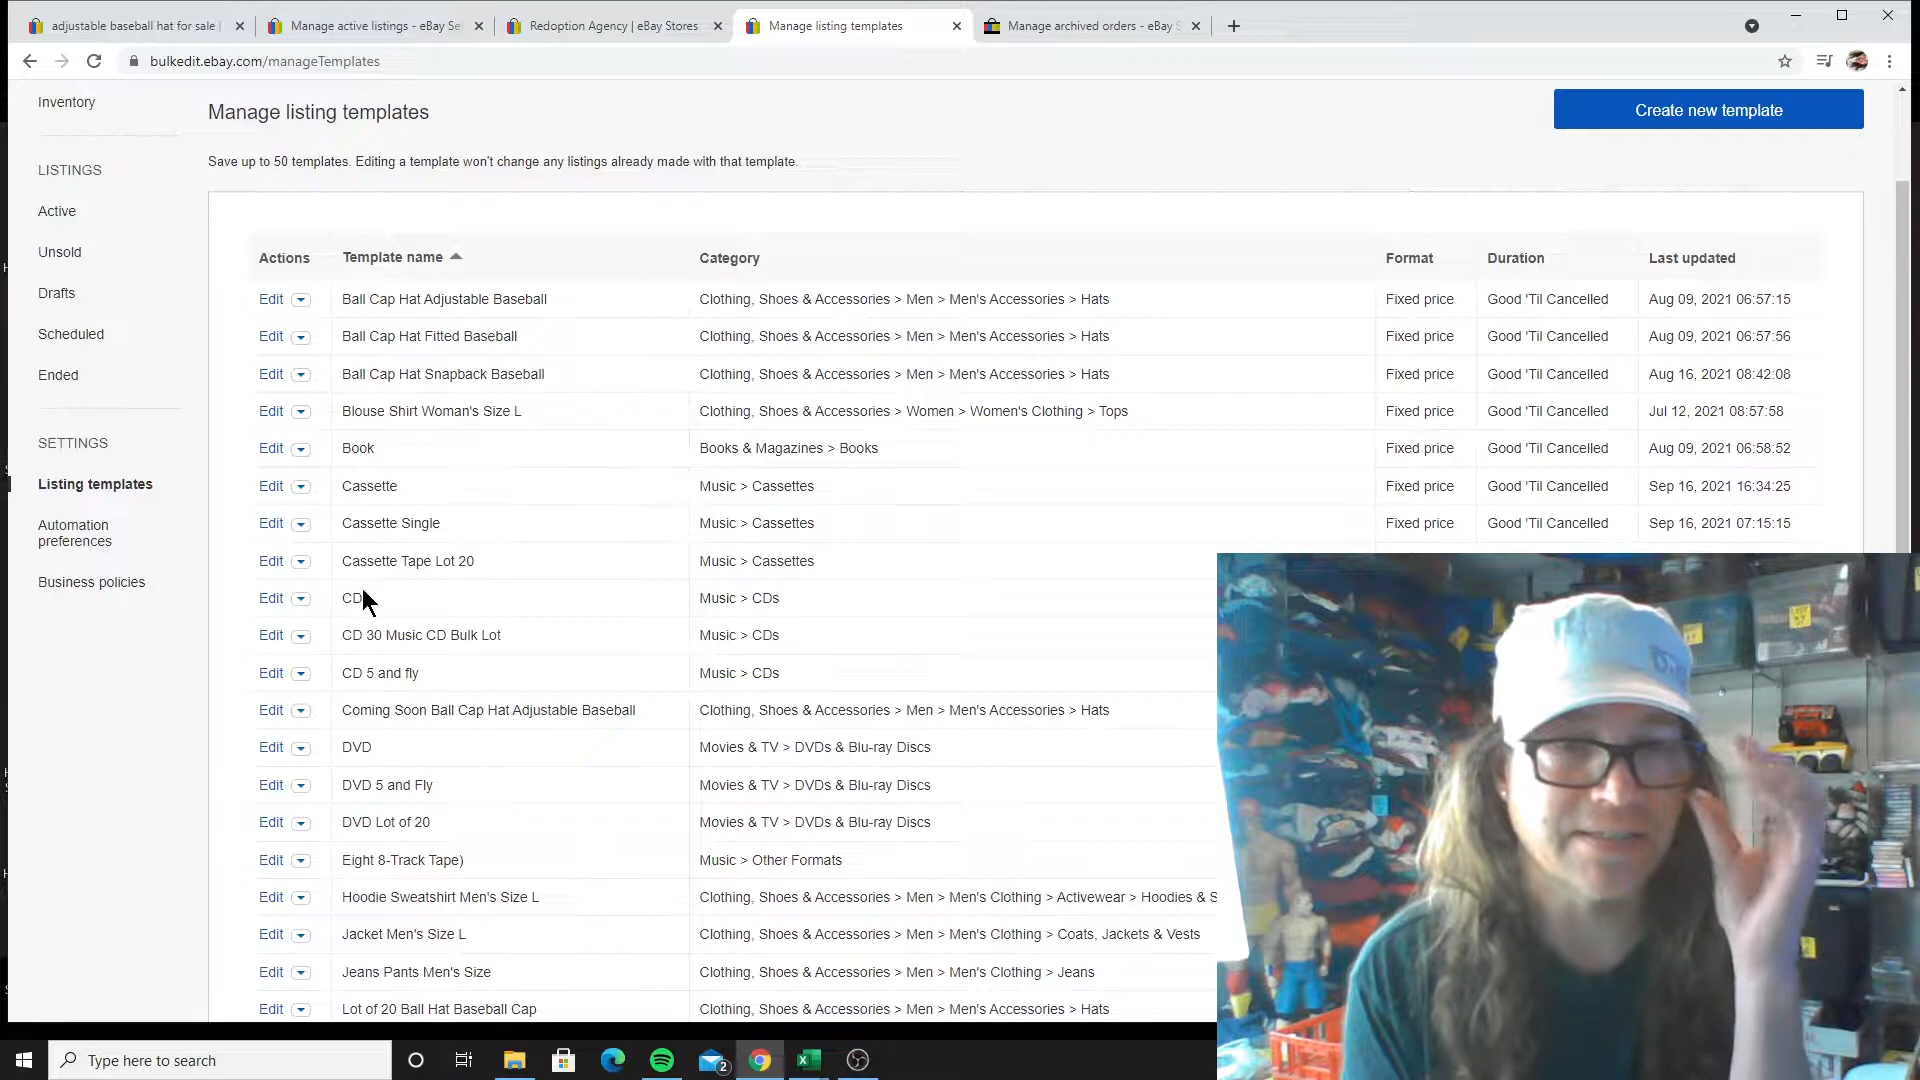 adjustable baseball hat for sale
Manage active listings - eBay Se
Redoption Agency | eBay Stores
Manage listing templates
Manage archived orders - eBay S
bulkedit.ebay.com/manageTemplates
Inventory
LISTINGS
Active
Unsold
Drafts
Scheduled
Ended
SETTINGS
Listing templates
Automation
preferences
Business policies
Manage listing templates
Create new template
Save up to 50 templates. Editing a template won't change any listings already made with that template.
Actions Template name Category Format Duration Last updated
Edit Ball Cap Hat Adjustable Baseball Clothing, Shoes & Accessories > Men > Men's Accessories > Hats Fixed price Good 'Til Cancelled Aug 09, 2021 06:57:15
Edit Ball Cap Hat Fitted Baseball Clothing, Shoes & Accessories > Men > Men's Accessories > Hats Fixed price Good 'Til Cancelled Aug 09, 2021 06:57:56
Edit Ball Cap Hat Snapback Baseball Clothing, Shoes & Accessories > Men > Men's Accessories > Hats Fixed price Good 'Til Cancelled Aug 16, 2021 08:42:08
Edit Blouse Shirt Woman's Size L Clothing, Shoes & Accessories > Women > Women's Clothing > Tops Fixed price Good 'Til Cancelled Jul 12, 2021 08:57:58
Edit Book Books & Magazines > Books Fixed price Good 'Til Cancelled Aug 09, 2021 06:58:52
Edit Cassette Music > Cassettes Fixed price Good 'Til Cancelled Sep 16, 2021 16:34:25
Edit Cassette Single Music > Cassettes Fixed price Good 'Til Cancelled Sep 16, 2021 07:15:15
Edit Cassette Tape Lot 20 Music > Cassettes
Edit CD Music > CDs
Edit CD 30 Music CD Bulk Lot Music > CDs
Edit CD 5 and fly Music > CDs
Edit Coming Soon Ball Cap Hat Adjustable Baseball Clothing, Shoes & Accessories > Men > Men's Accessories > Hats
Edit DVD Movies & TV > DVDs & Blu-ray Discs
Edit DVD 5 and Fly Movies & TV > DVDs & Blu-ray Discs
Edit DVD Lot of 20 Movies & TV > DVDs & Blu-ray Discs
Edit Eight 8-Track Tape) Music > Other Formats
Edit Hoodie Sweatshirt Men's Size L Clothing, Shoes & Accessories > Men > Men's Clothing > Activewear > Hoodies & S
Edit Jacket Men's Size L Clothing, Shoes & Accessories > Men > Men's Clothing > Coats, Jackets & Vests
Edit Jeans Pants Men's Size Clothing, Shoes & Accessories > Men > Men's Clothing > Jeans
Edit Lot of 20 Ball Hat Baseball Cap Clothing, Shoes & Accessories > Men > Men's Accessories > Hats
Type here to search
2